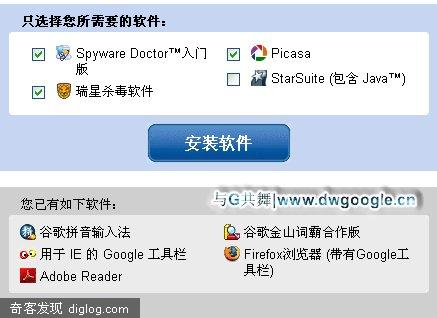 只选择您所需要的软件:
Spyware Doctor™入门
版
Picasa
瑞星杀毒软件
StarSuite (包含 Java™)
安装软件
您已有如下软件:
与G共舞|www.dwgoogle.cn
谷歌拼音输入法
谷歌金山词霸合作版
用于 IE 的 Google 工具栏
Firefox浏览器 (带有Google工
具栏)
Adobe Reader
奇客发现 diglog.com